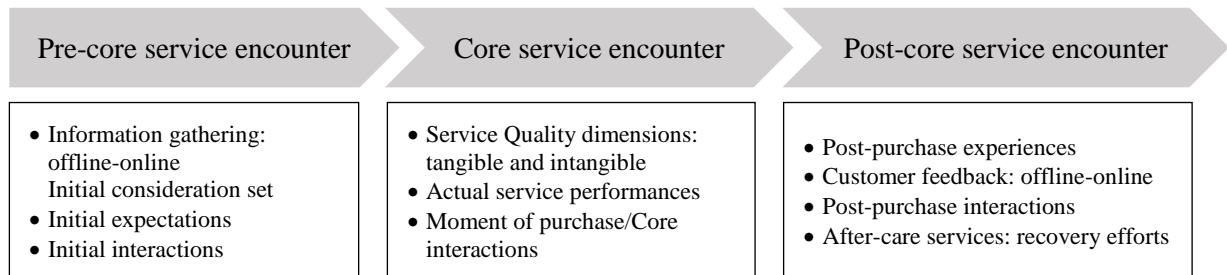 Pre-core service encounter
Core service encounter
Post-core service encounter
• Information gathering:
offline-online
Initial consideration set
• Initial expectations
• Initial interactions
• Service Quality dimensions:
tangible and intangible
• Actual service performances
• Moment of purchase/Core
interactions
• Post-purchase experiences
• Customer feedback: offline-online
• Post-purchase interactions
• After-care services: recovery efforts